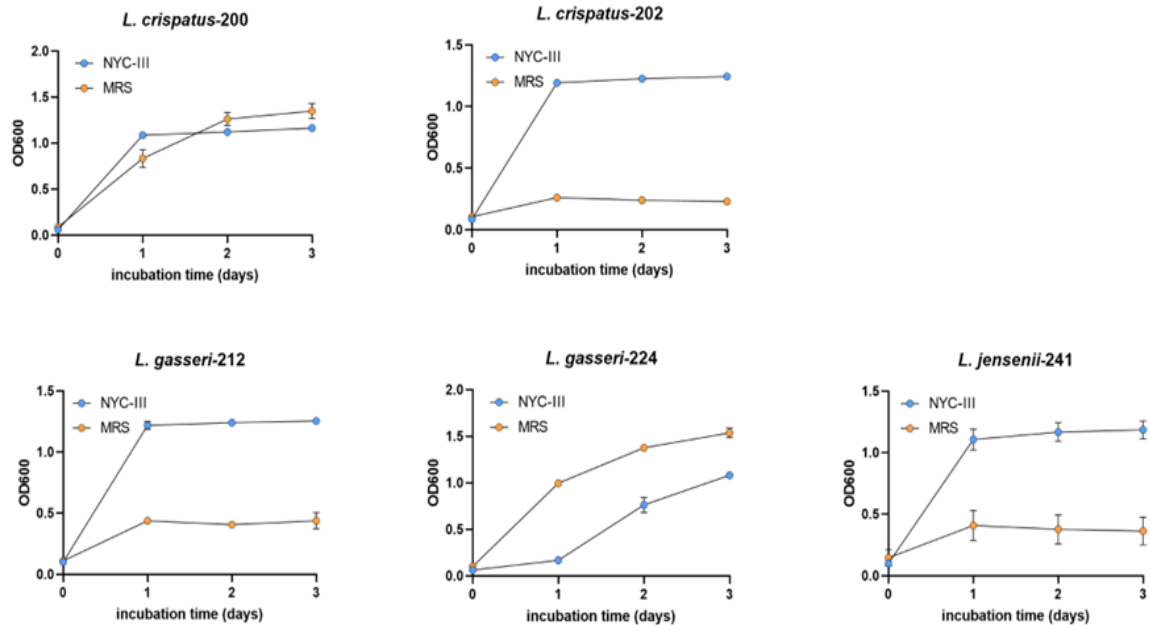 L. crispatus-200
2.0
1.5
1.0
0.5
0.0
OD600
NYC-III
MRS
0 1 2 3
incubation time (days)
L. crispatus-202
1.5
1.0
0.5
0.0
OD600
NYC-III
MRS
0 1 2 3
incubation time (days)
L. gasseri-212
1.5
1.0
0.5
0.0
OD600
NYC-III
MRS
0 1 2 3
incubation time (days)
L. gasseri-224
2.0
1.5
1.0
0.5
0.0
OD600
NYC-III
MRS
0 1 2 3
incubation time (days)
L. jensenii-241
1.5
1.0
0.5
0.0
OD600
NYC-III
MRS
0 1 2 3
incubation time (days)